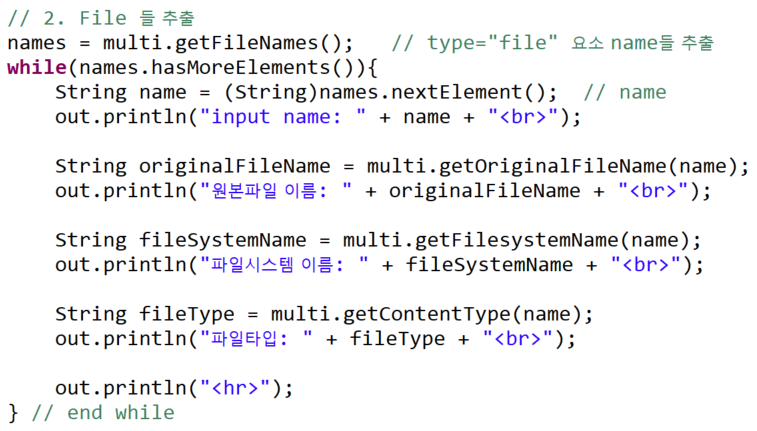 // 2. File 들 추출
names = multi.getFileNames();   // type="file" 요소 name들 추출
while(names.hasMoreElements()){
    String name = (String)names.nextElement();  // name
    out.println("input name: " + name + "<br>");
    String originalFileName = multi.getOriginalFileName(name);
    out.println("원본파일 이름: " + originalFileName + "<br>");
    String fileSystemName = multi.getFilesystemName(name);
    out.println("파일시스템 이름: " + fileSystemName + "<br>");
    String fileType = multi.getContentType(name);
    out.println("파일타입: " + fileType + "<br>");
    out.println("<hr>");
} // end while